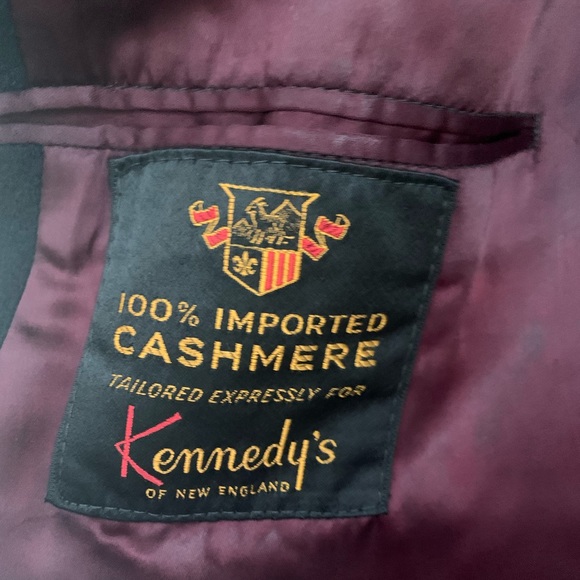 100% IMPORTED
CASHMERE
TAILORED EXPRESSLY FOR
Kennedy's
OF NEW ENGLAND